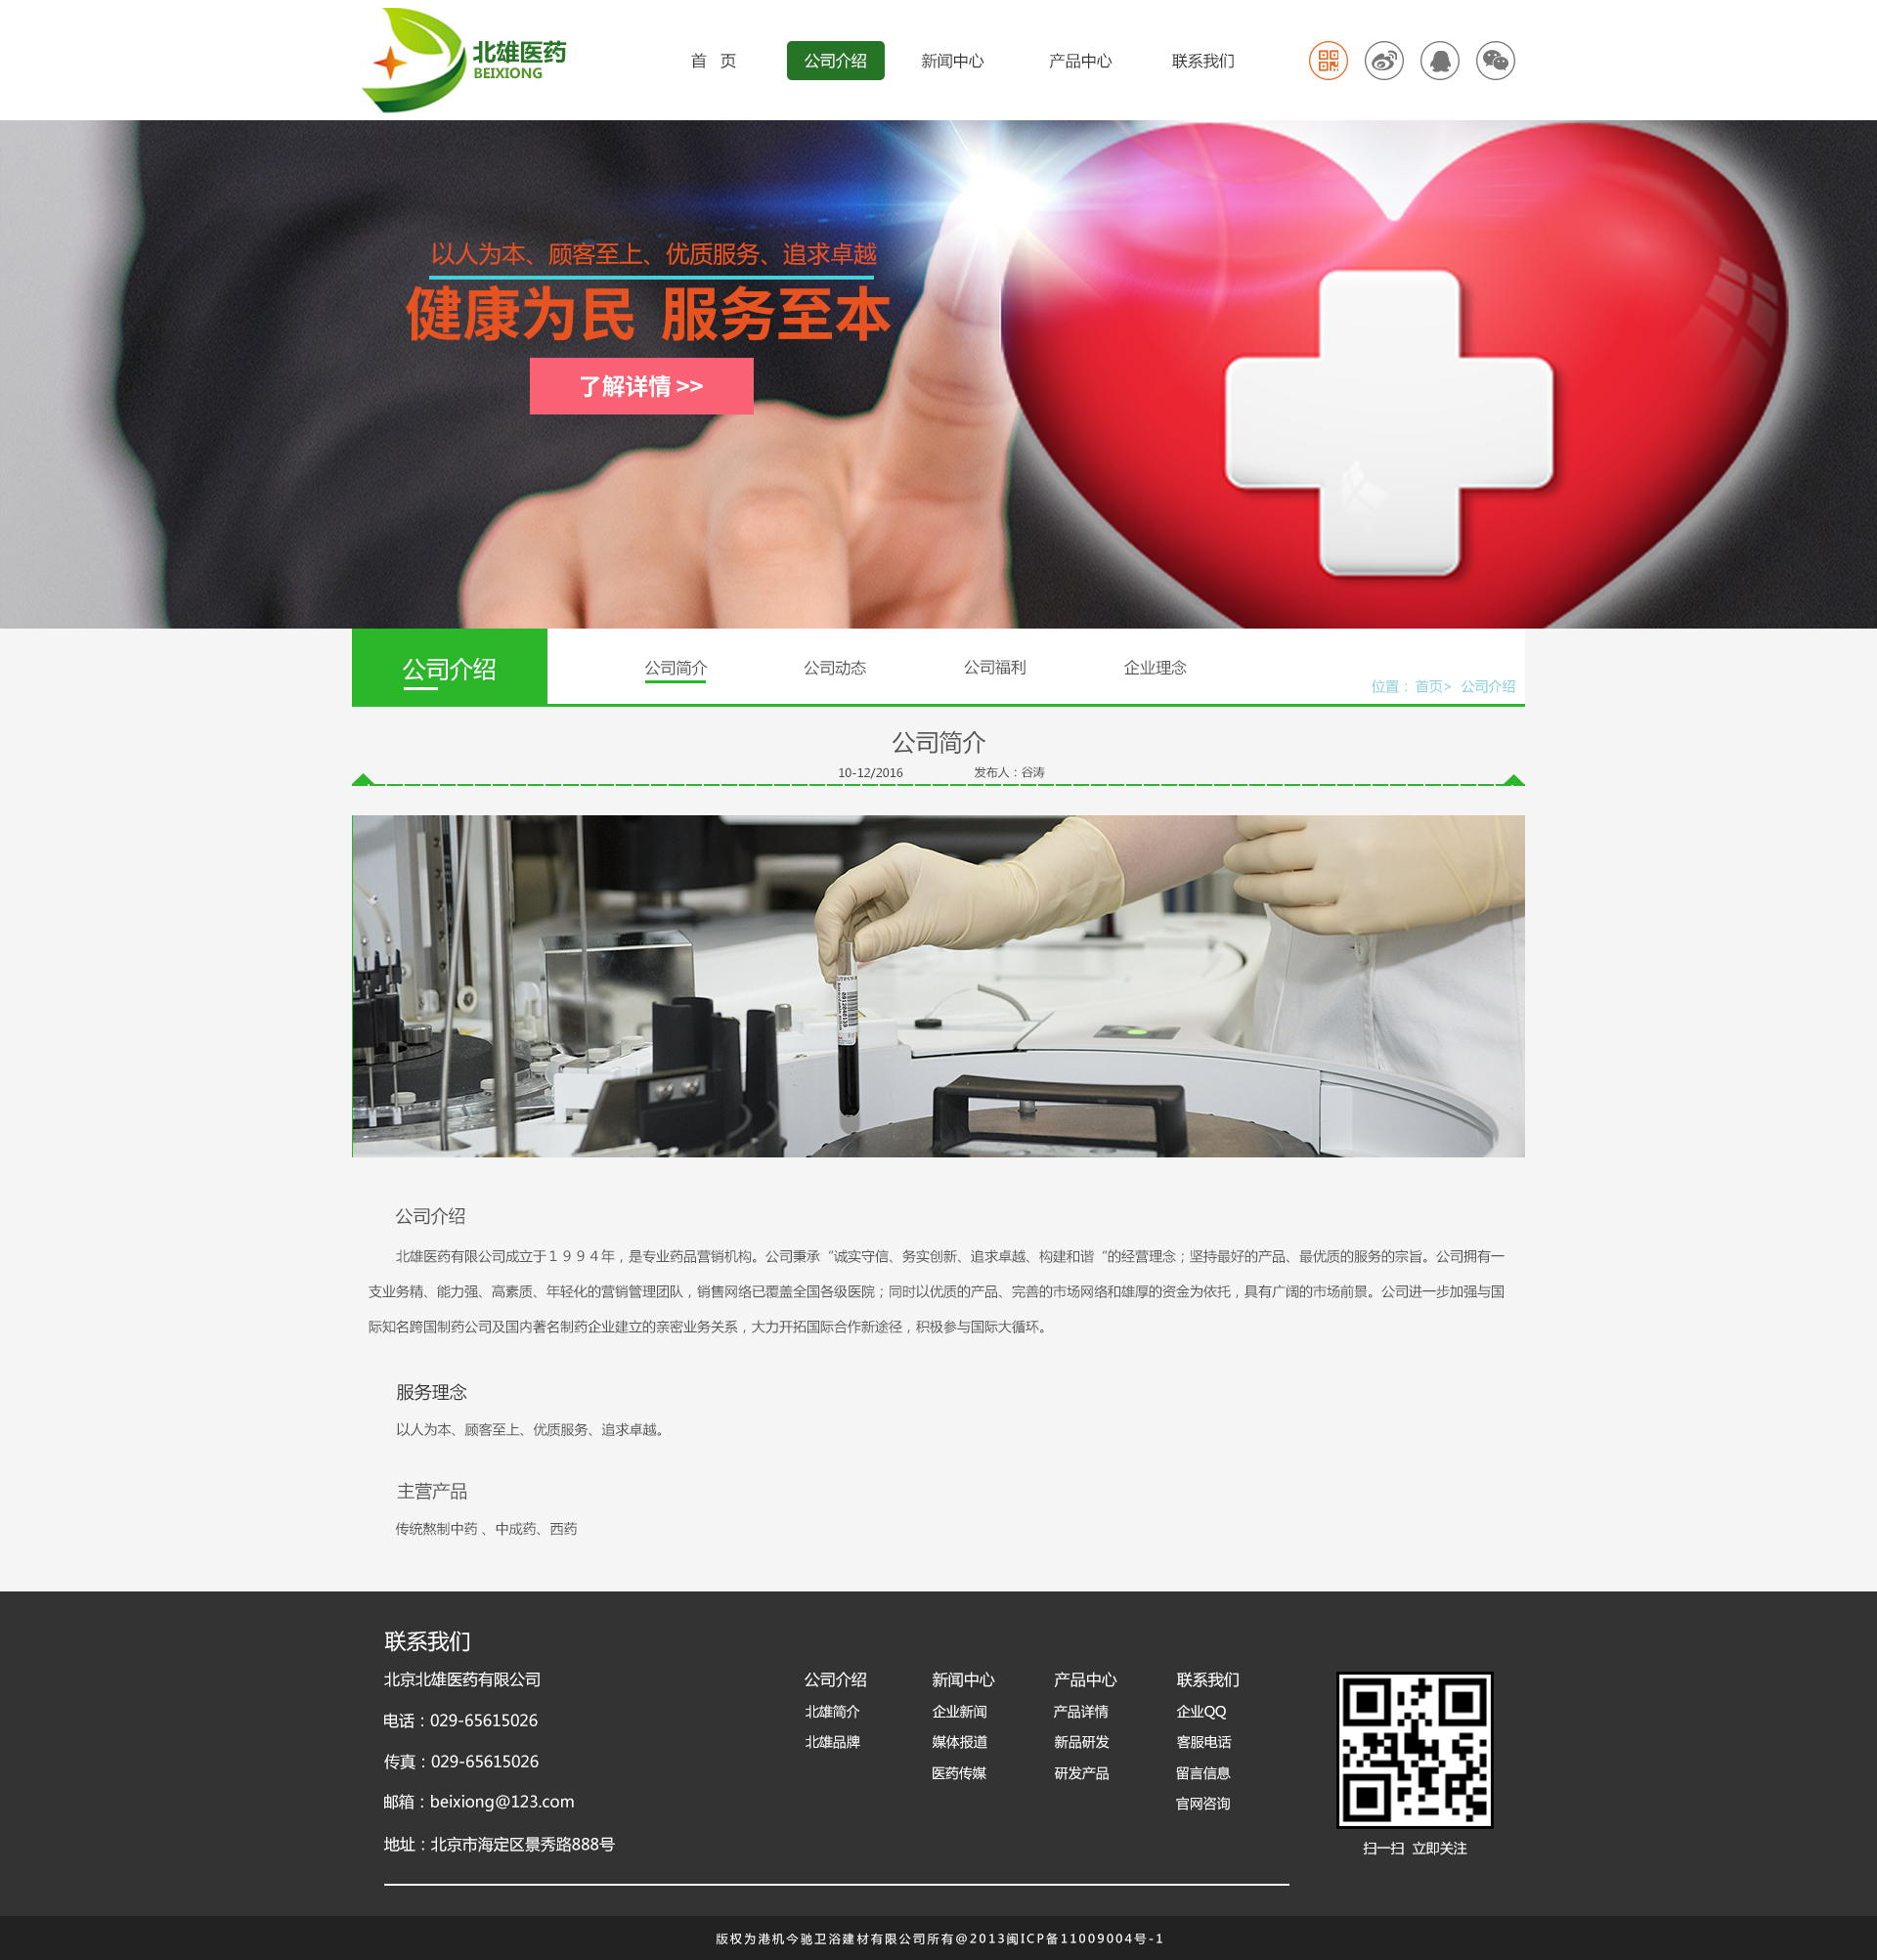 北雄医药
BEIXIONG
首 页
公司介绍
新闻中心
产品中心
联系我们
以人为本、顾客至上、优质服务、追求卓越
健康为民 服务至本
了解详情 >>
公司介绍
公司简介
公司动态
公司福利
企业理念
位置： 首页> 公司介绍
公司简介
10-12/2016 发布人：谷涛
公司介绍
北雄医药有限公司成立于１９９４年，是专业药品营销机构。公司秉承“诚实守信、务实创新、追求卓越、构建和谐“的经营理念；坚持最好的产品、最优质的服务的宗旨。公司拥有一
支业务精、能力强、高素质、年轻化的营销管理团队，销售网络已覆盖全国各级医院；同时以优质的产品、完善的市场网络和雄厚的资金为依托，具有广阔的市场前景。公司进一步加强与国
际知名跨国制药公司及国内著名制药企业建立的亲密业务关系，大力开拓国际合作新途径，积极参与国际大循环。
服务理念
以人为本、顾客至上、优质服务、追求卓越。
主营产品
传统熬制中药 、中成药、西药
联系我们
北京北雄医药有限公司
电话：029-65615026
传真：029-65615026
邮箱：beixiong@123.com
地址：北京市海定区景秀路888号
公司介绍
北雄简介
北雄品牌
新闻中心
企业新闻
媒体报道
医药传媒
产品中心
产品详情
新品研发
研发产品
联系我们
企业QQ
客服电话
留言信息
官网咨询
扫一扫 立即关注
版权为港机今驰卫浴建材有限公司所有@2013闽ICP备11009004号-1